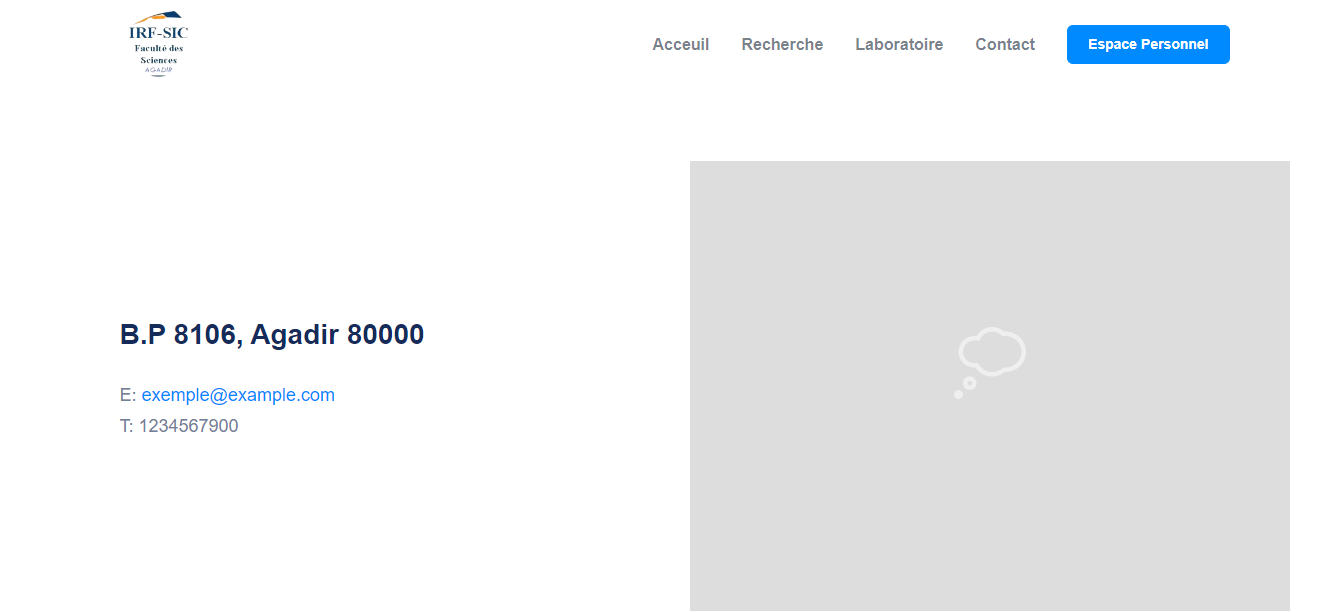 IRF-SIC
Faculté des
Sciences
AGADIR
Acceuil
Recherche
Laboratoire
Contact
Espace Personnel
B.P 8106, Agadir 80000
E: exemple@example.com
T: 1234567900